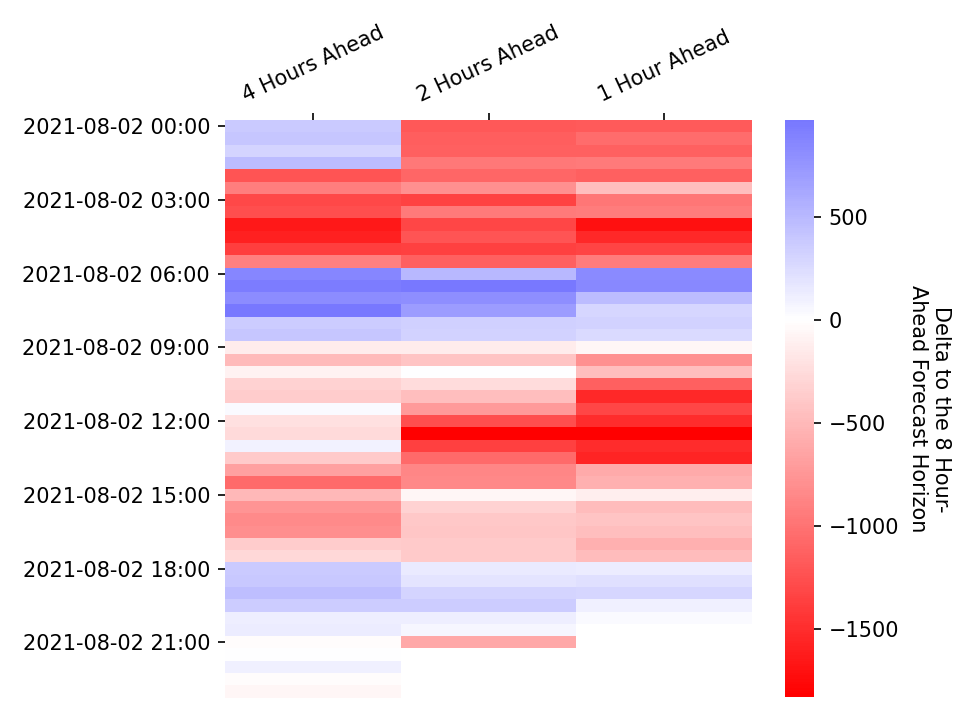 4 Hours Ahead
2 Hours Ahead
1 Hour Ahead
2021-08-02 00:00
2021-08-02 03:00
2021-08-02 06:00
2021-08-02 09:00
2021-08-02 12:00
2021-08-02 15:00
2021-08-02 18:00
2021-08-02 21:00
500
0
−500
−1000
−1500
Delta to the 8 Hour-
Ahead Forecast Horizon